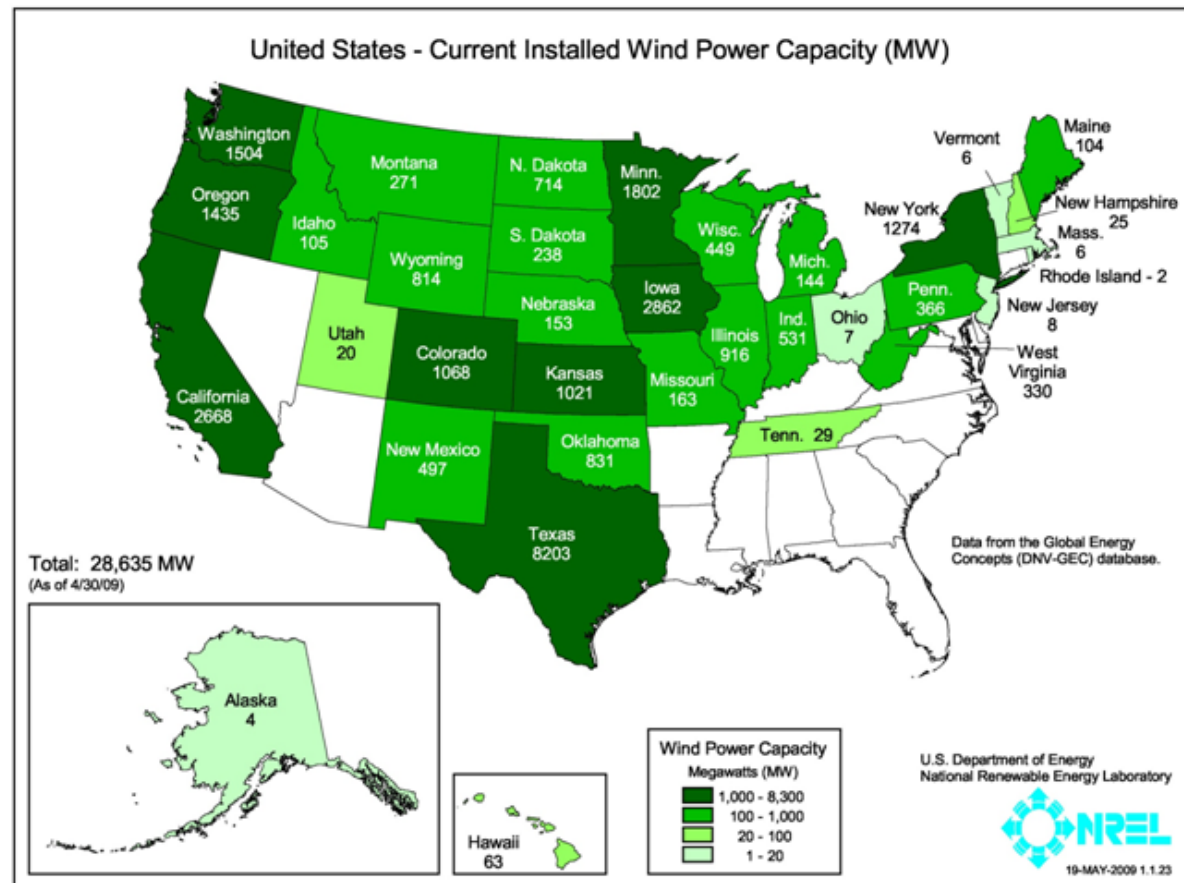 United States - Current Installed Wind Power Capacity (MW)
Washington
1504
Oregon
1435
California
2668
Idaho
105
Montana
271
Wyoming
814
Utah
20
Colorado
1068
New Mexico
497
N. Dakota
714
S. Dakota
238
Nebraska
153
Kansas
1021
Oklahoma
831
Texas
8203
Minn.
1802
Iowa
2862
Missouri
163
Wisc.
449
Illinois
916
Mich.
144
Ind.
531
Ohio
7
Tenn. 29
Penn.
366
New York
1274
Vermont
6
Maine
104
New Hampshire
25
Mass.
6
Rhode Island - 2
New Jersey
8
West
Virginia
330
Data from the Global Energy
Concepts (DNV-GEC) database.
Total: 28,635 MW
(As of 4/30/09)
Alaska
4
Hawaii
63
Wind Power Capacity
Megawatts (MW)
1,000 - 8,300
100 - 1,000
20 - 100
1 - 20
U.S. Department of Energy
National Renewable Energy Laboratory
NREL
19-MAY-2009 1.1.23